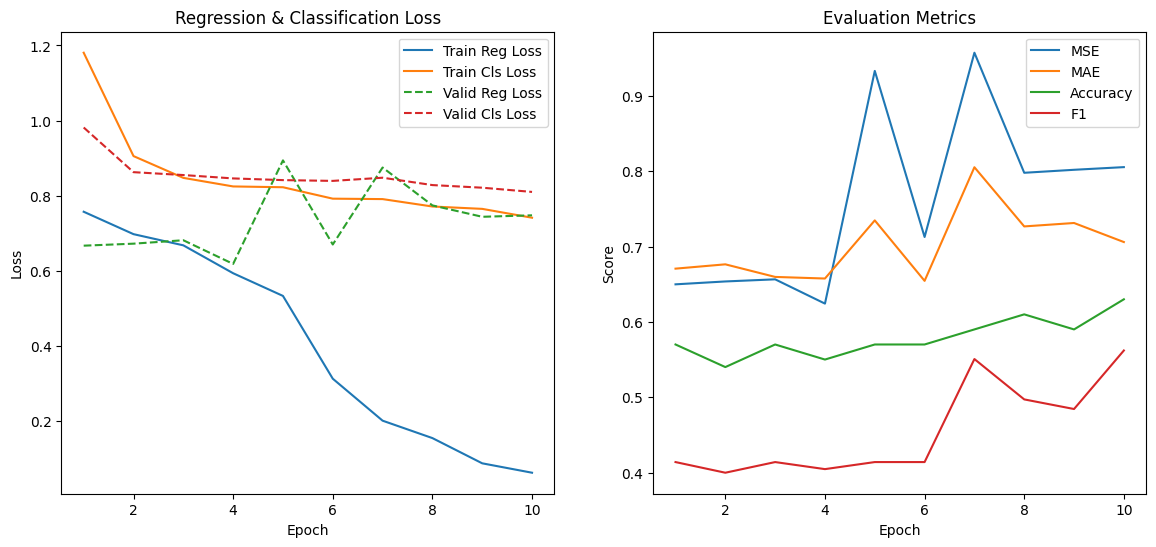 Regression & Classification Loss
Train Reg Loss
Train Cls Loss
Valid Reg Loss
Valid Cls Loss
1.2
1.0
0.8
0.6
0.4
0.2
Loss
2
4
6
8
10
Epoch
Evaluation Metrics
MSE
MAE
Accuracy
F1
0.9
0.8
0.7
0.6
0.5
0.4
Score
2
4
6
8
10
Epoch